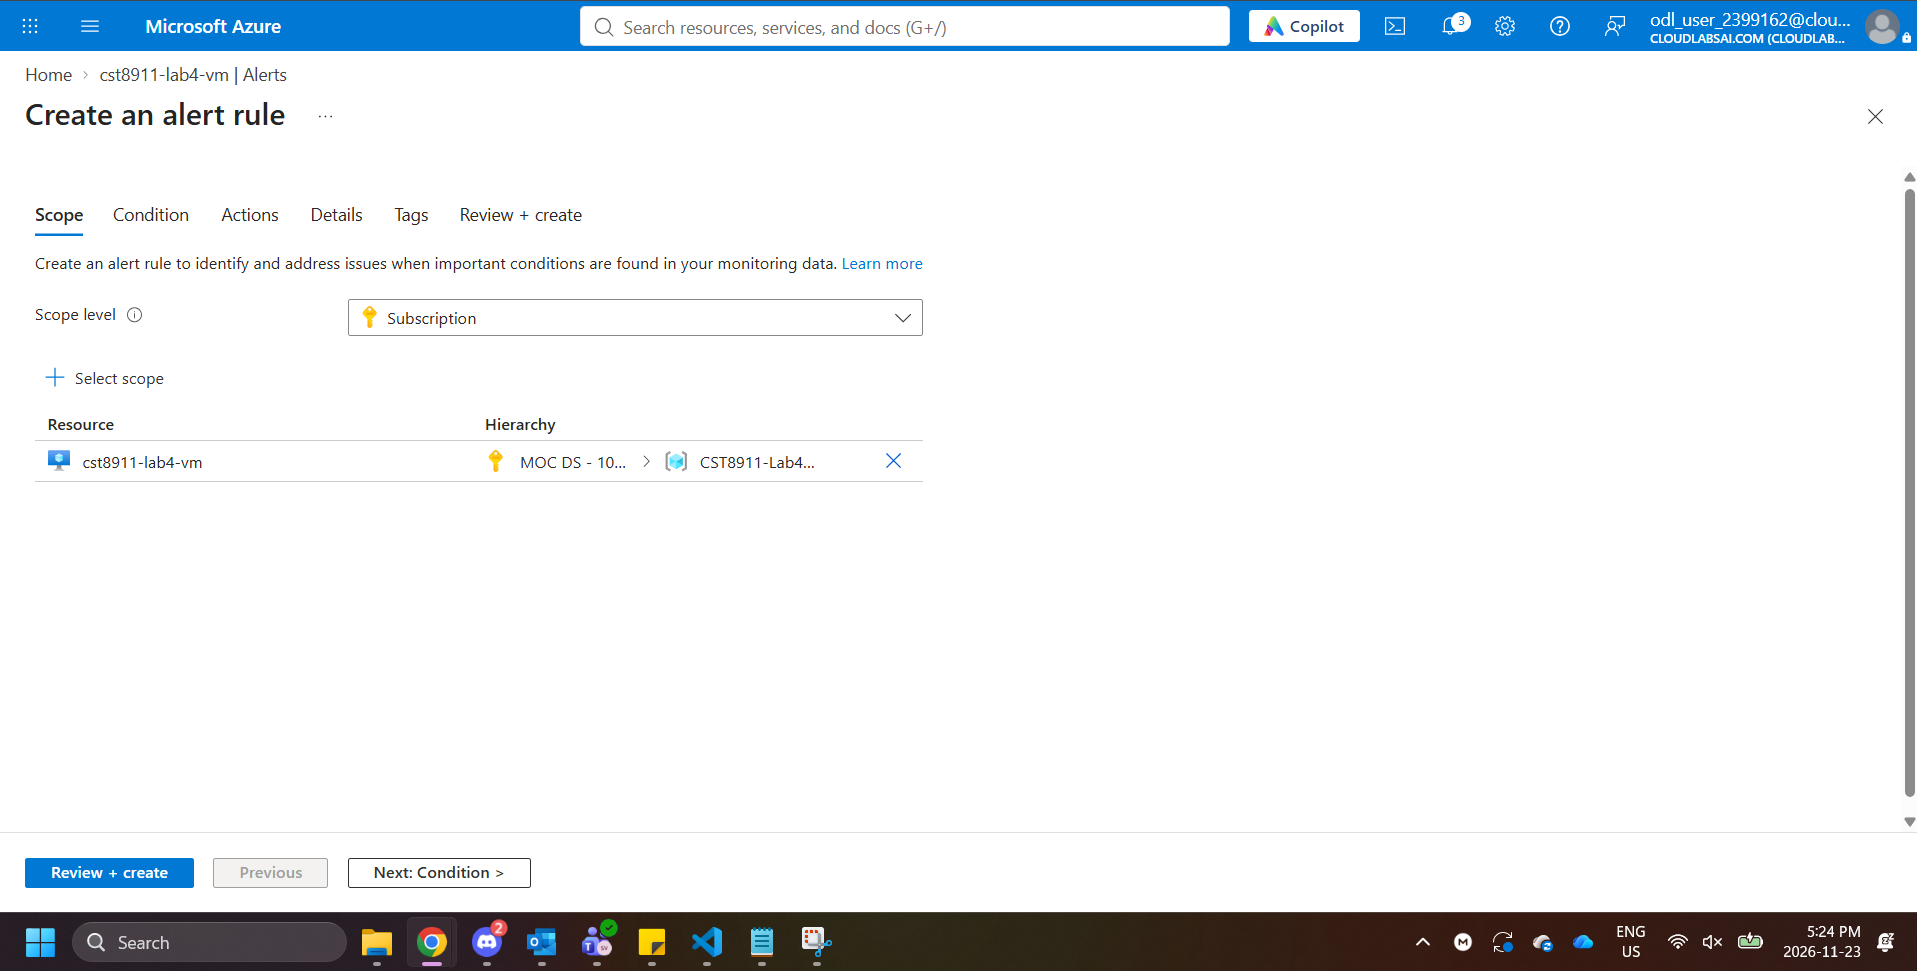 Microsoft Azure
Search resources, services, and docs (G+/)
Copilot
3
odl_user_2399162@clou...
CLOUDLABSAI.COM (CLOUDLAB...
Home > cst8911-lab4-vm | Alerts
Create an alert rule ...
Scope Condition Actions Details Tags Review + create
Create an alert rule to identify and address issues when important conditions are found in your monitoring data. Learn more
Scope level
Subscription
Select scope
Resource Hierarchy
cst8911-lab4-vm MOC DS - 10... > CST8911-Lab4...
Review + create Previous Next: Condition >
Search
2
ENG
US
5:24 PM
2026-11-23